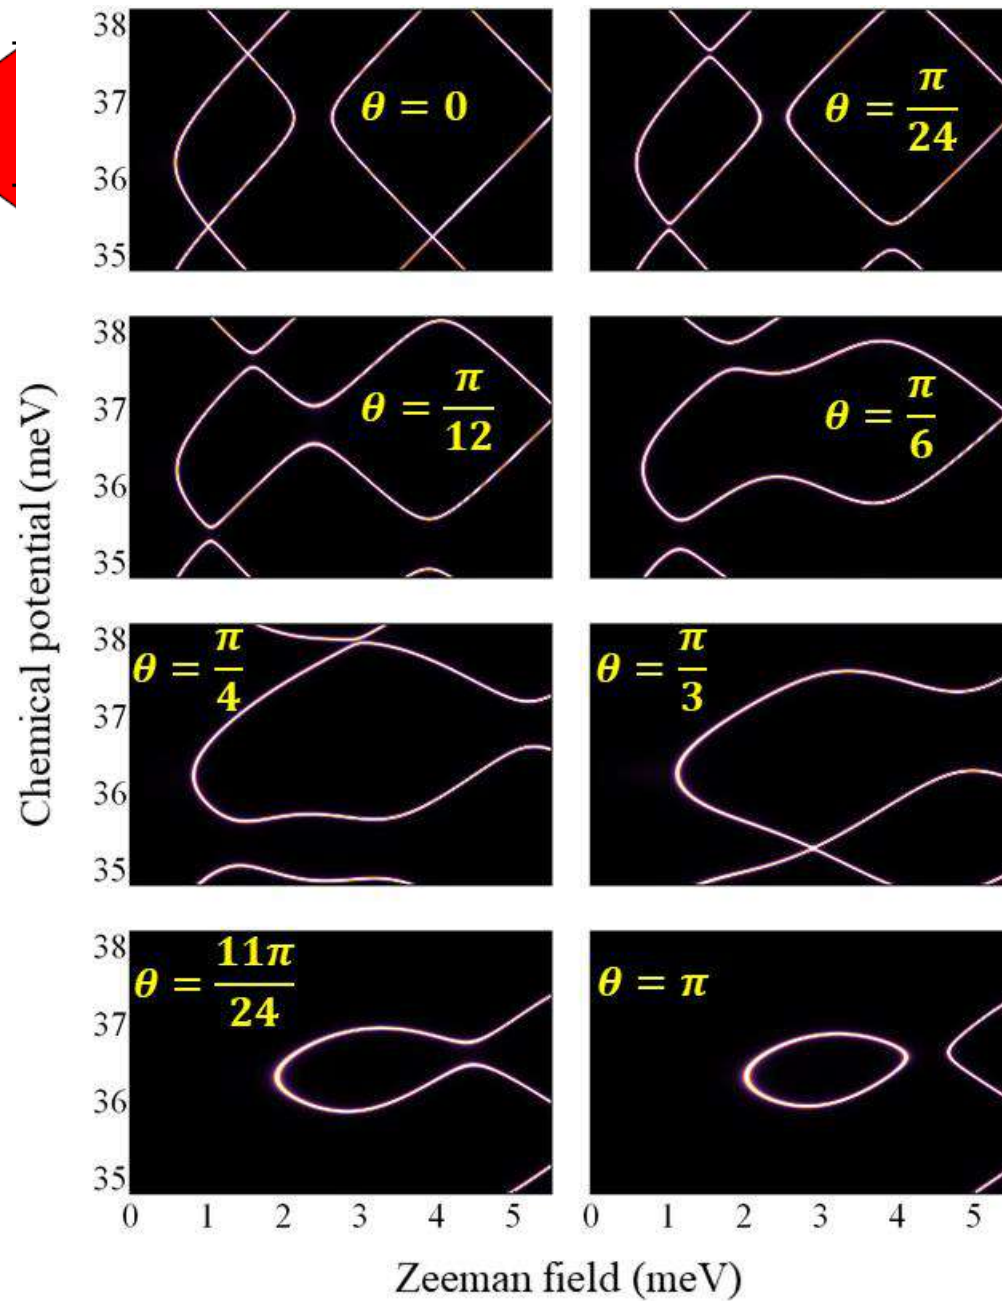 38
37
36
35
θ = 0
θ = π/24
38
37
36
35
θ = π/12
θ = π/6
38
37
36
35
θ = π/4
θ = π/3
38
37
36
35
θ = 11π/24
θ = π
0 1 2 3 4 5
0 1 2 3 4 5
Chemical potential (meV)
Zeeman field (meV)